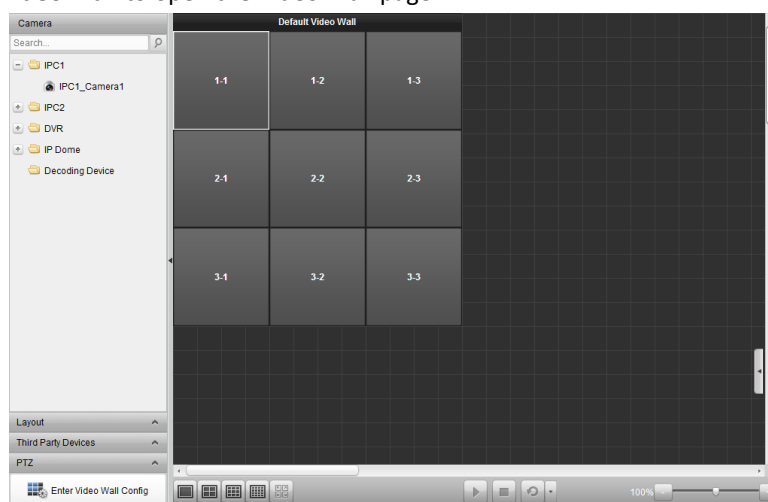 Camera
Default Video Wall
Search...
IPC1
IPC1_Camera1
IPC2
DVR
IP Dome
Decoding Device
1-1 1-2 1-3
2-1 2-2 2-3
3-1 3-2 3-3
Layout
Third Party Devices
PTZ
Enter Video Wall Config
100%